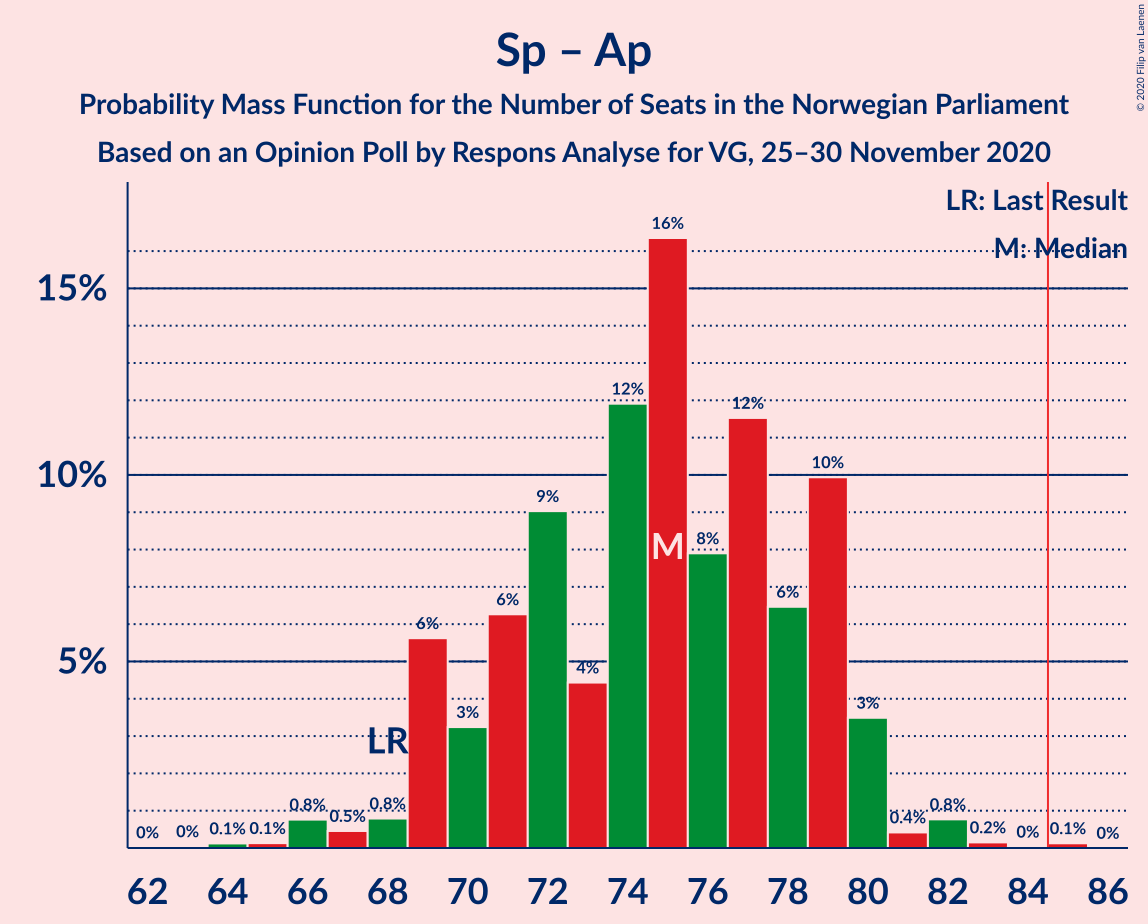 Sp – Ap
Probability Mass Function for the Number of Seats in the Norwegian Parliament
Based on an Opinion Poll by Respons Analyse for VG, 25–30 November 2020
© 2020 Filip van Laenen
LR: Last Result
M: Median
15%
10%
5%
0% 0% 0.1% 0.1% 0.8% 0.5% 0.8% 6% 3% 6% 9% 4% 12% 16% 8% 12% 6% 10% 3% 0.4% 0.8% 0.2% 0% 0.1% 0%
LR
M
62 64 66 68 70 72 74 76 78 80 82 84 86